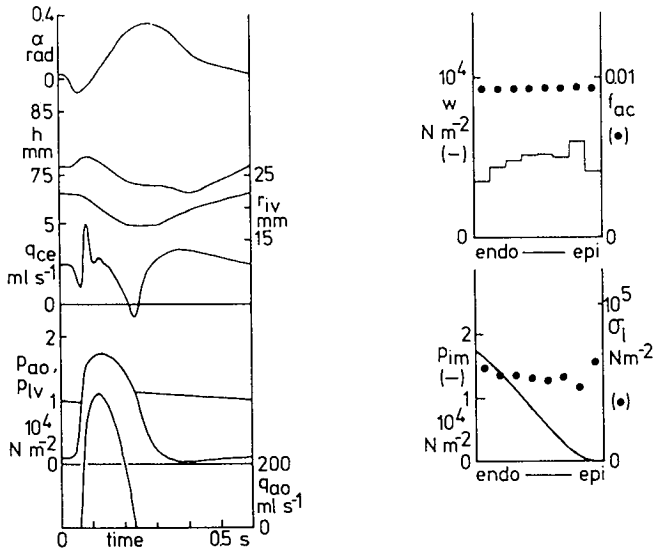 0.4
α
rad
0
85
h
mm
75
25
r_iv
mm
15
5
q_ce
ml s⁻¹
0
2
p_ao,
p_lv
1
10⁴
N m⁻²
0
200
q_ao
ml s⁻¹
0
0 time 0.5 s
10⁴
w
N m⁻²
(—)
0
0.01
f_ac
(●)
0
endo — epi
2
p_im
(—)
1
10⁴
N m⁻²
0
10⁵
σ_l
N m⁻²
(●)
0
endo — epi